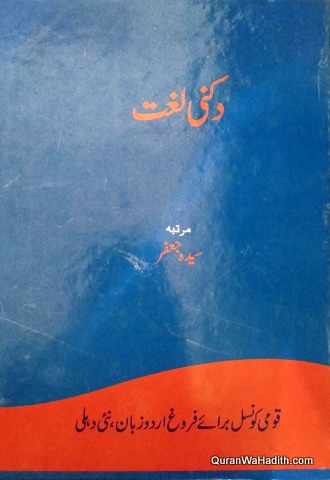 دکنی لغت
مرتبہ
سیدہ جعفر
قومی کونسل برائے فروغ اردو زبان، نئی دہلی
QuranWaHadith.com